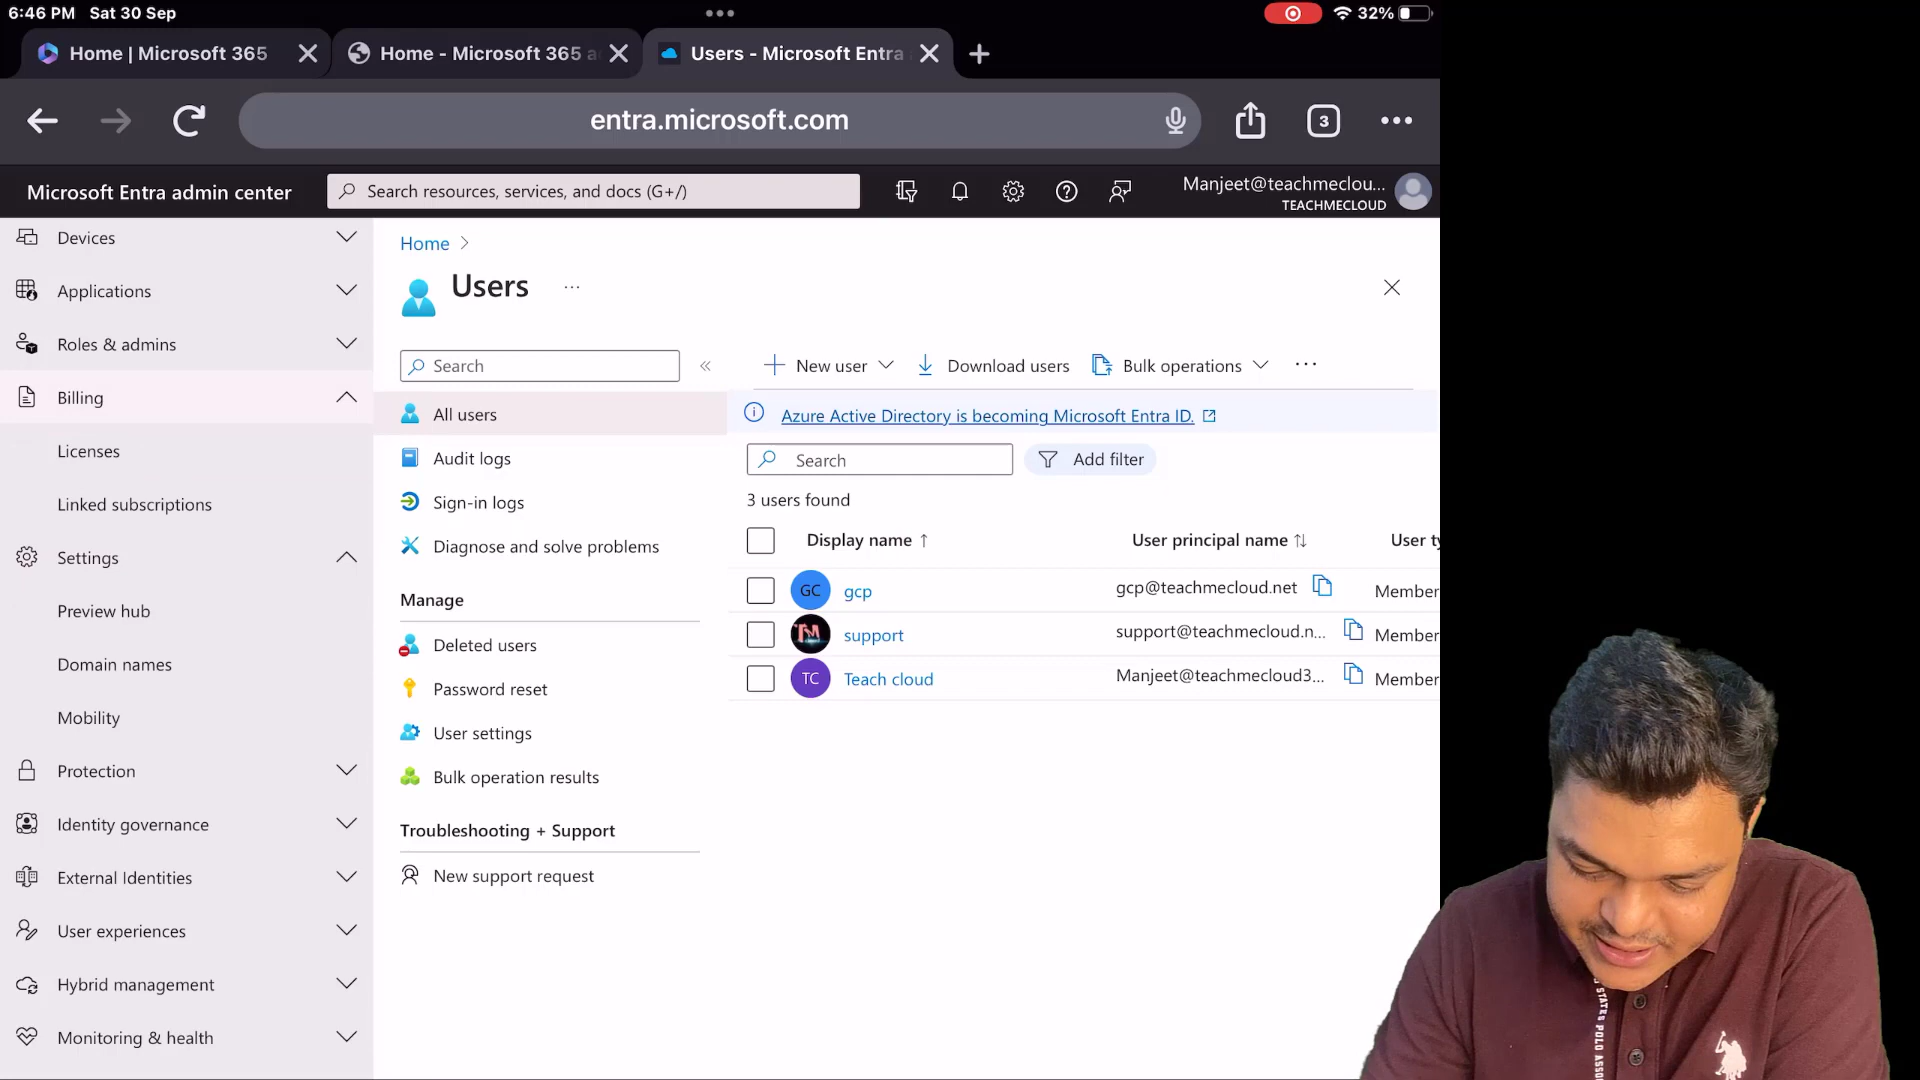 6:46 PM Sat 30 Sep
32%
Home | Microsoft 365
Home - Microsoft 365 a
Users - Microsoft Entra
entra.microsoft.com
3
Microsoft Entra admin center
Search resources, services, and docs (G+/)
Manjeet@teachmeclou...
TEACHMECLOUD
Devices
Applications
Roles & admins
Billing
Licenses
Linked subscriptions
Settings
Preview hub
Domain names
Mobility
Protection
Identity governance
External Identities
User experiences
Hybrid management
Monitoring & health
Home >
Users ...
Search
All users
Audit logs
Sign-in logs
Diagnose and solve problems
Manage
Deleted users
Password reset
User settings
Bulk operation results
Troubleshooting + Support
New support request
New user
Download users
Bulk operations
Azure Active Directory is becoming Microsoft Entra ID.
Search
Add filter
3 users found
Display name ↑ User principal name ↑↓ User ty
GC gcp gcp@teachmecloud.net Member
TM support support@teachmecloud.n... Member
TC Teach cloud Manjeet@teachmecloud3... Member
STATES POLO ASSO